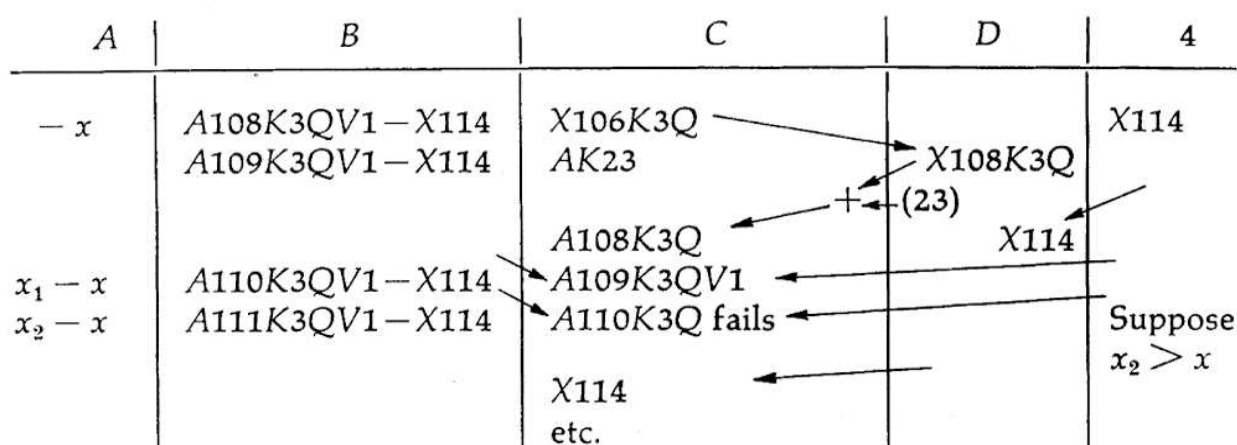 A B C D 4
− x A108K3QV1−X114 X106K3Q X114
A109K3QV1−X114 AK23 X108K3Q
+ (23)
A108K3Q X114
x₁ − x A110K3QV1−X114 A109K3QV1
x₂ − x A111K3QV1−X114 A110K3Q fails Suppose
x₂ > x
X114
etc.